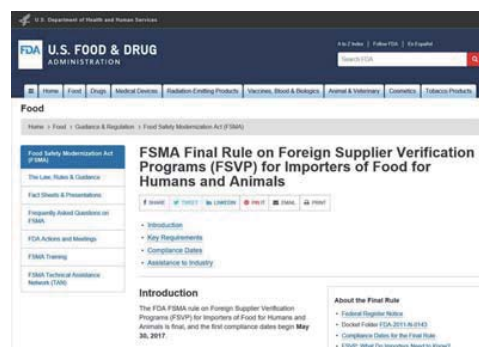 U.S. Department of Health and Human Services
FDA U.S. FOOD & DRUG
ADMINISTRATION
A to Z Index | Follow FDA | En Español
Search FDA
Home Food Drugs Medical Devices Radiation-Emitting Products Vaccines, Blood & Biologics Animal & Veterinary Cosmetics Tobacco Products
Food
Home > Food > Guidance & Regulation > Food Safety Modernization Act (FSMA)
Food Safety Modernization Act
(FSMA)
The Law, Rules & Guidance
Fact Sheets & Presentations
Frequently Asked Questions on
FSMA
FDA Actions and Meetings
FSMA Training
FSMA Technical Assistance
Network (TAN)
FSMA Final Rule on Foreign Supplier Verification
Programs (FSVP) for Importers of Food for
Humans and Animals
SHARE TWEET LINKEDIN PIN IT EMAIL PRINT
Introduction
Key Requirements
Compliance Dates
Assistance to Industry
Introduction
The FDA FSMA rule on Foreign Supplier Verification
Programs (FSVP) for Importers of Food for Humans and
Animals is final, and the first compliance dates begin May
30, 2017.
About the Final Rule
Federal Register Notice
Docket Folder FDA-2011-N-0143
Compliance Dates for the Final Rule
FSVP: What Do Importers Need to Know?